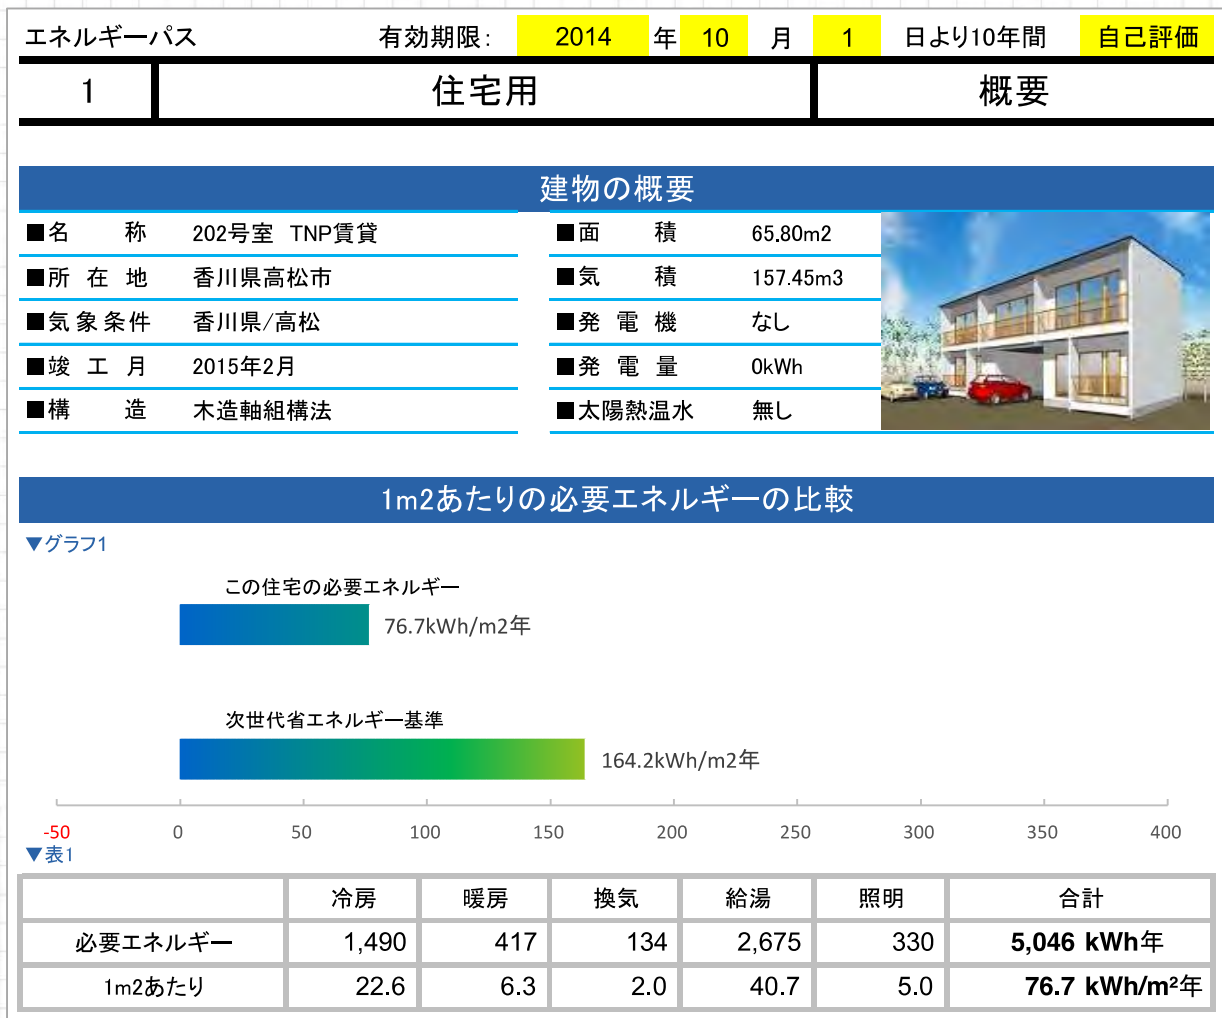 エネルギーパス 有効期限: 2014 年 10 月 1 日より10年間 自己評価
1 住宅用 概要
建物の概要
■名 称 202号室 TNP賃貸 ■面 積 65.80m2
■所 在 地 香川県高松市 ■気 積 157.45m3
■気象条件 香川県/高松 ■発 電 機 なし
■竣 工 月 2015年2月 ■発 電 量 0kWh
■構 造 木造軸組構法 ■太陽熱温水 無し
1m2あたりの必要エネルギーの比較
▼グラフ1
この住宅の必要エネルギー
76.7kWh/m2年
次世代省エネルギー基準
164.2kWh/m2年
-50 0 50 100 150 200 250 300 350 400
▼表1
冷房 暖房 換気 給湯 照明 合計
必要エネルギー 1,490 417 134 2,675 330 5,046 kWh年
1m2あたり 22.6 6.3 2.0 40.7 5.0 76.7 kWh/m²年